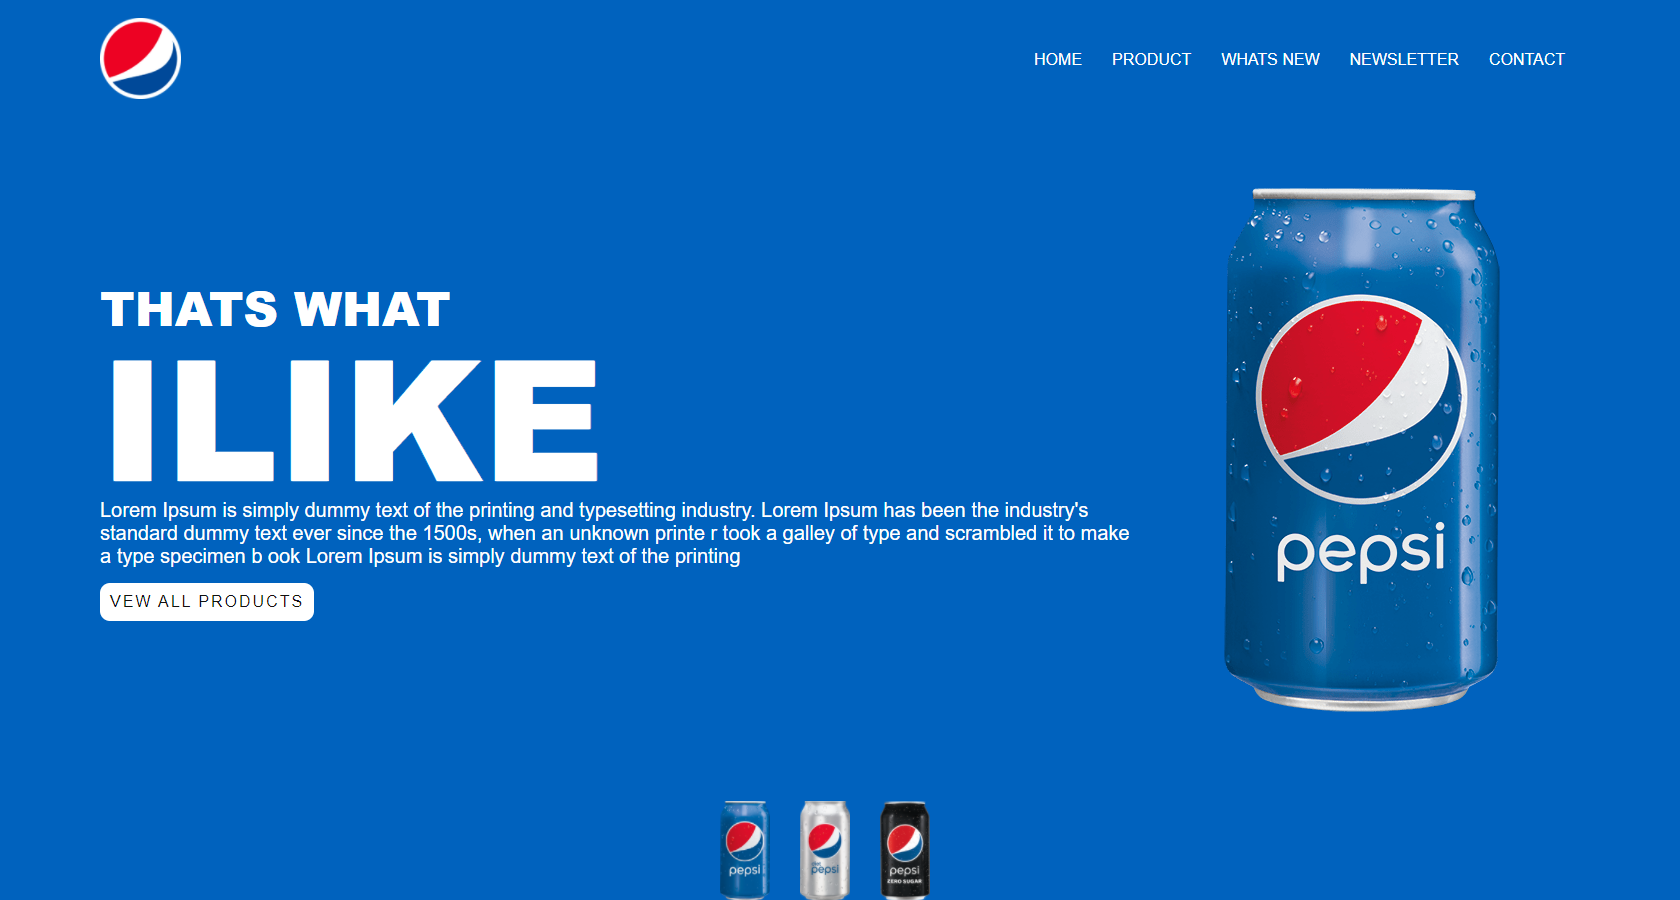 HOME PRODUCT WHATS NEW NEWSLETTER CONTACT
THATS WHAT
ILIKE
Lorem Ipsum is simply dummy text of the printing and typesetting industry. Lorem Ipsum has been the industry's
standard dummy text ever since the 1500s, when an unknown printe r took a galley of type and scrambled it to make
a type specimen b ook Lorem Ipsum is simply dummy text of the printing
VEW ALL PRODUCTS
pepsi
pepsi
diet
pepsi
pepsi
ZERO SUGAR